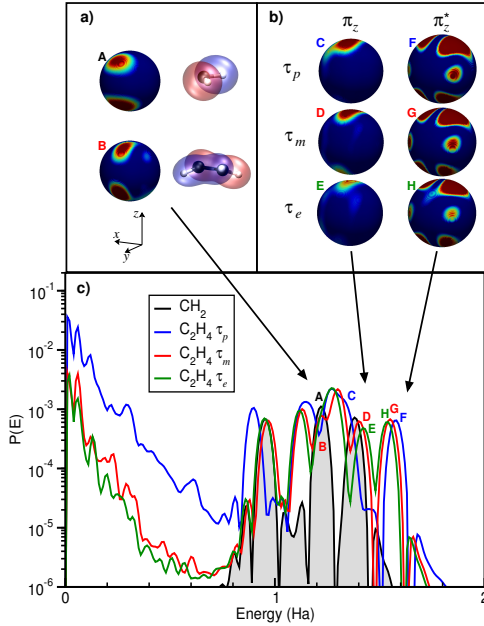 a)
A
B
z
x
y
b)
π_z
π_z^*
τ_p
C
F
τ_m
D
G
τ_e
E
H
c)
CH_2
C_2H_4 τ_p
C_2H_4 τ_m
C_2H_4 τ_e
A
B
C
D
E
H
G
F
P(E)
10^-1
10^-2
10^-3
10^-4
10^-5
10^-6
0
1
2
Energy (Ha)